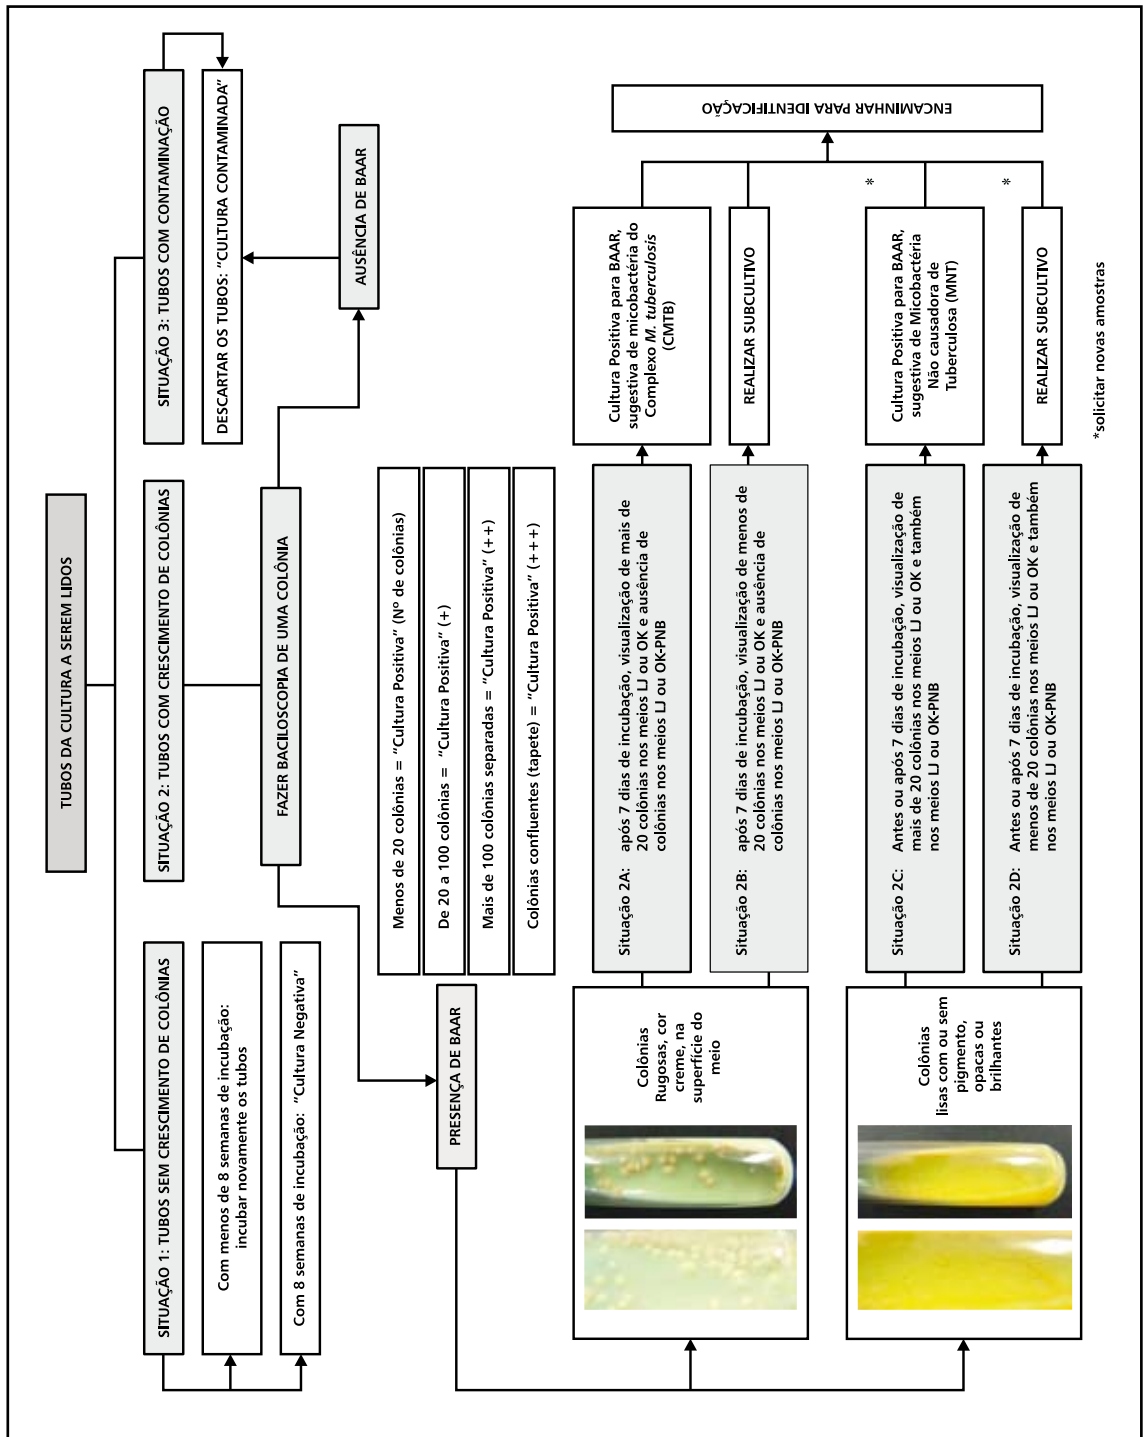 TUBOS DA CULTURA A SEREM LIDOS
SITUAÇÃO 1: TUBOS SEM CRESCIMENTO DE COLÔNIAS
Com menos de 8 semanas de incubação:
incubar novamente os tubos
Com 8 semanas de incubação: “Cultura Negativa”
SITUAÇÃO 2: TUBOS COM CRESCIMENTO DE COLÔNIAS
FAZER BACILOSCOPIA DE UMA COLÔNIA
SITUAÇÃO 3: TUBOS COM CONTAMINAÇÃO
DESCARTAR OS TUBOS: “CULTURA CONTAMINADA”
AUSÊNCIA DE BAAR
Menos de 20 colônias = “Cultura Positiva” (Nº de colônias)
De 20 a 100 colônias = “Cultura Positiva” (+)
Mais de 100 colônias separadas = “Cultura Positiva” (++)
Colônias confluentes (tapete) = “Cultura Positiva” (+++)
PRESENÇA DE BAAR
Colônias
Rugosas, cor
creme, na
superfície do
meio
Situação 2A: após 7 dias de incubação, visualização de mais de
20 colônias nos meios LJ ou OK e ausência de
colônias nos meios LJ ou OK-PNB
Cultura Positiva para BAAR,
sugestiva de micobactéria do
Complexo M. tuberculosis
(CMTB)
Situação 2B: após 7 dias de incubação, visualização de menos de
20 colônias nos meios LJ ou OK e ausência de
colônias nos meios LJ ou OK-PNB
REALIZAR SUBCULTIVO
Colônias
lisas com ou sem
pigmento,
opacas ou
brilhantes
Situação 2C: Antes ou após 7 dias de incubação, visualização de
mais de 20 colônias nos meios LJ ou OK e também
nos meios LJ ou OK-PNB
Cultura Positiva para BAAR,
sugestiva de Micobactéria
Não causadora de
Tuberculosa (MNT)
*
Situação 2D: Antes ou após 7 dias de incubação, visualização de
menos de 20 colônias nos meios LJ ou OK e também
nos meios LJ ou OK-PNB
REALIZAR SUBCULTIVO
*
ENCAMINHAR PARA IDENTIFICAÇÃO
*solicitar novas amostras